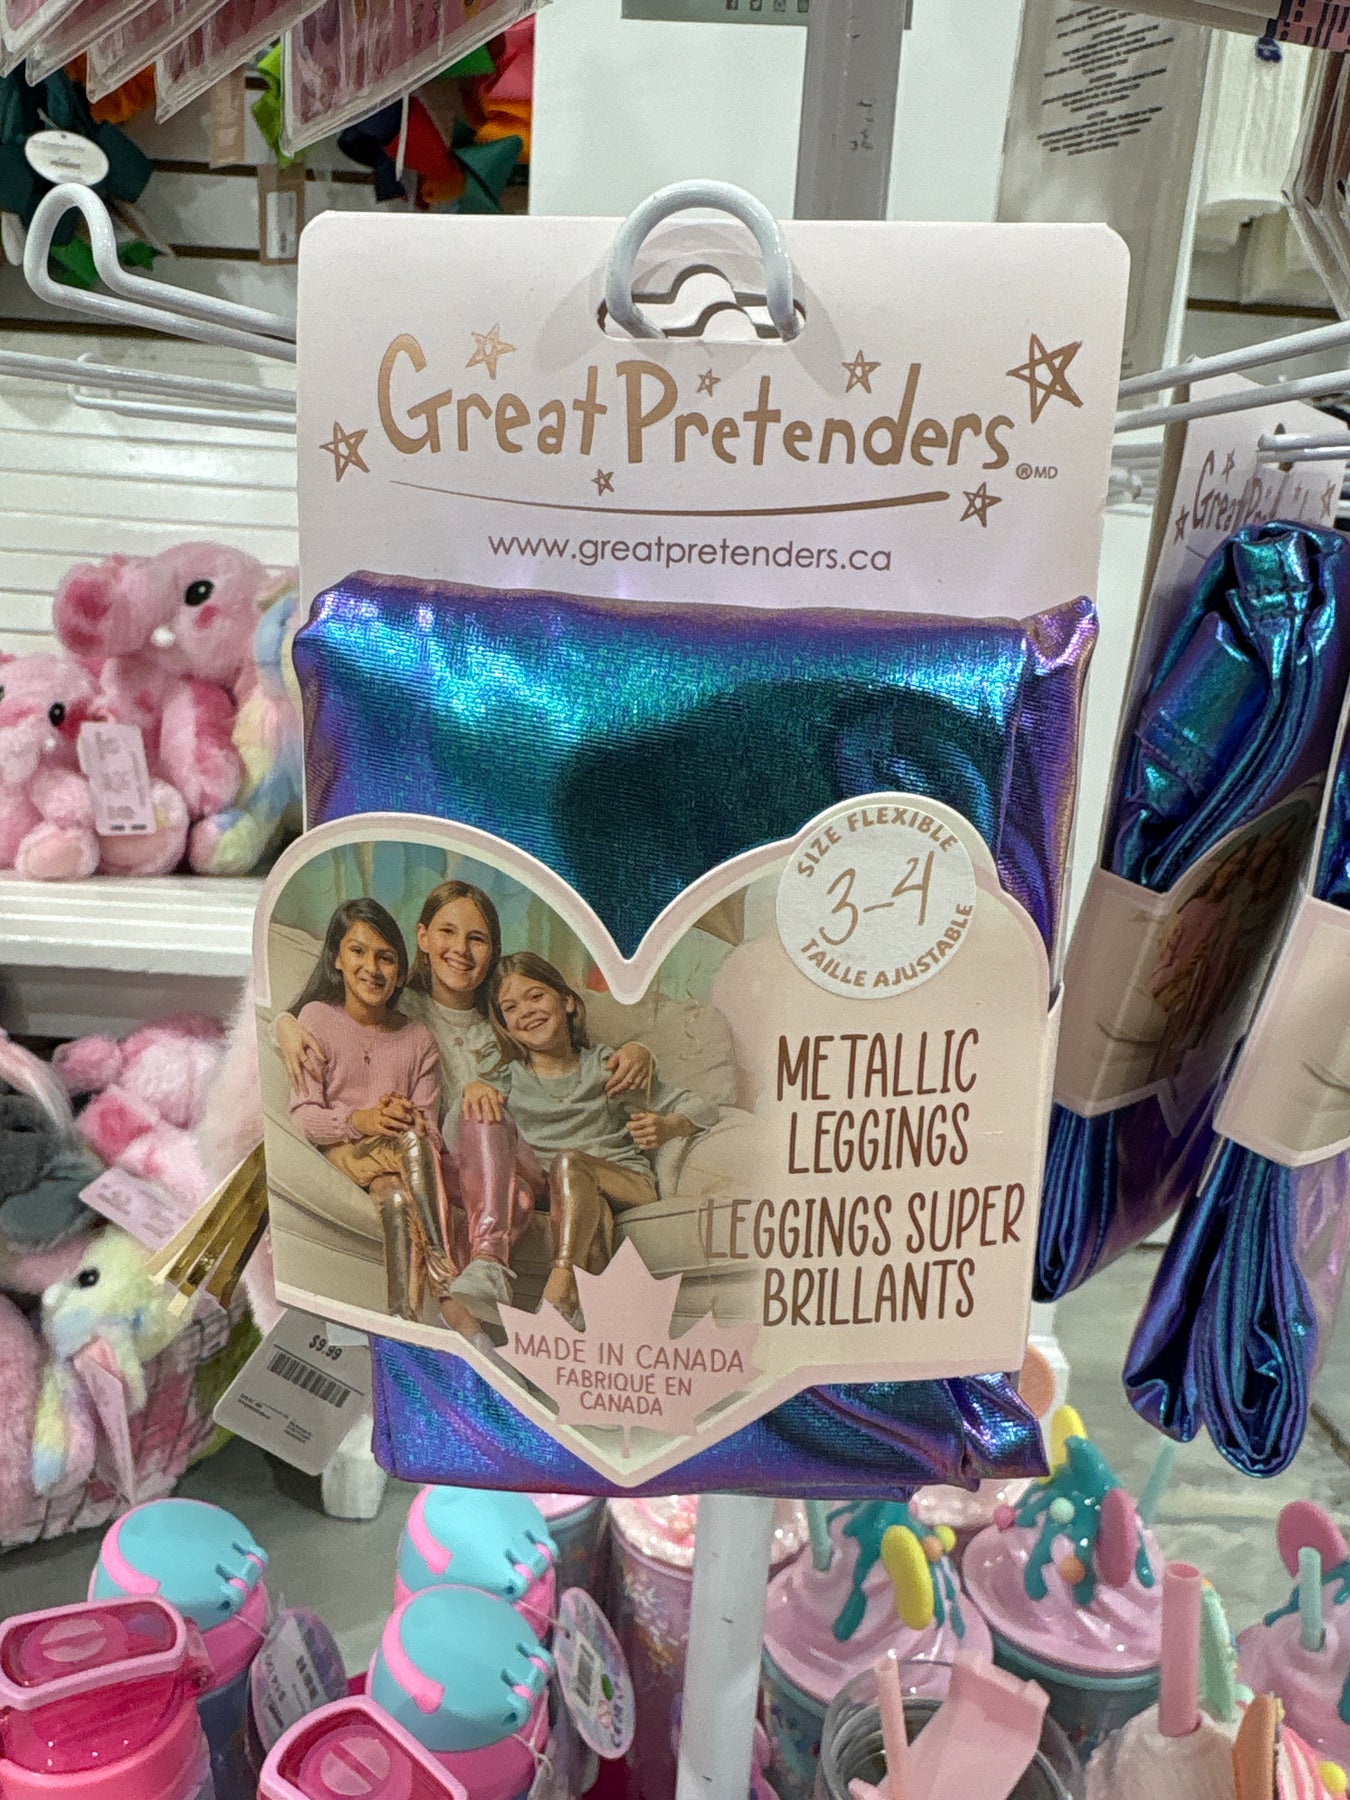 Great Pretenders ®MD
www.greatpretenders.ca
SIZE FLEXIBLE
3-4
TAILLE AJUSTABLE
METALLIC
LEGGINGS
LEGGINGS SUPER
BRILLANTS
MADE IN CANADA
FABRIQUÉ EN
CANADA
$9.99